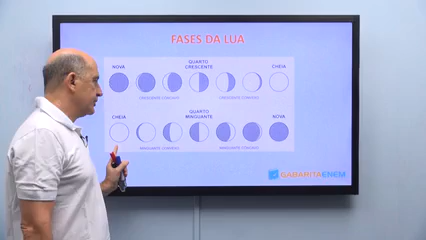 FASES DA LUA
NOVA
QUARTO
CRESCENTE
CHEIA
CRESCENTE CÔNCAVO
CRESCENTE CONVEXO
CHEIA
QUARTO
MINGUANTE
NOVA
MINGUANTE CONVEXO
MINGUANTE CÔNCAVO
GABARITAENEM